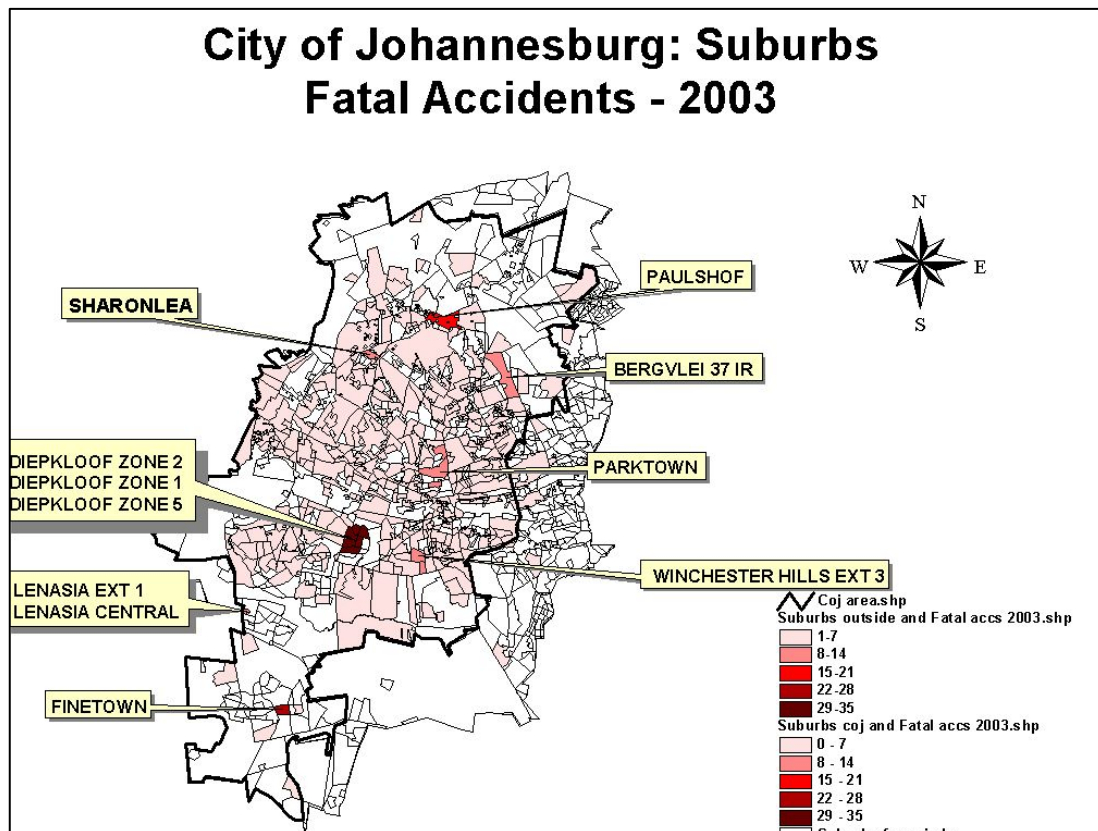 City of Johannesburg: Suburbs
Fatal Accidents - 2003
N
W
E
S
PAULSHOF
SHARONLEA
BERGVLEI 37 IR
DIEPKLOOF ZONE 2
DIEPKLOOF ZONE 1
DIEPKLOOF ZONE 5
PARKTOWN
LENASIA EXT 1
LENASIA CENTRAL
WINCHESTER HILLS EXT 3
FINETOWN
Coj area.shp
Suburbs outside and Fatal accs 2003.shp
1-7
8-14
15-21
22-28
29-35
Suburbs coj and Fatal accs 2003.shp
0 - 7
8 - 14
15 - 21
22 - 28
29 - 35